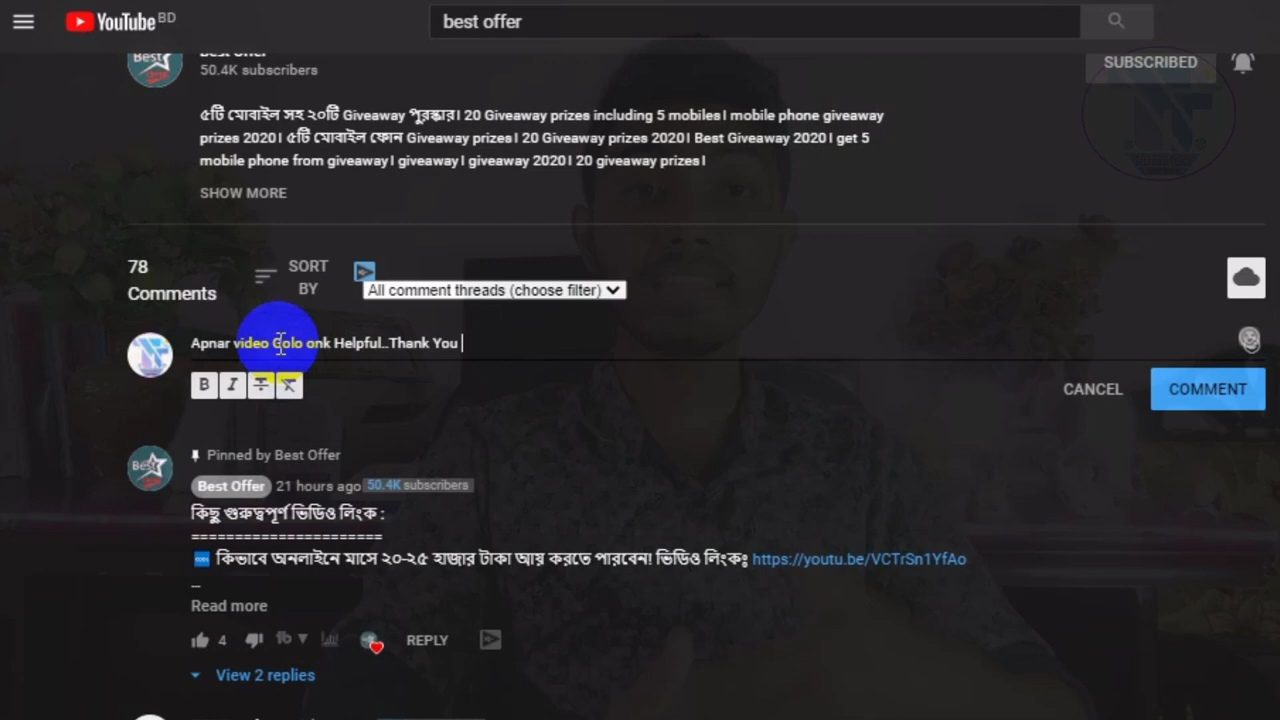 YouTube BD
best offer
Best Offer
50.4K subscribers
SUBSCRIBED
৫টি মোবাইল সহ ২০টি Giveaway পুরস্কার। 20 Giveaway prizes including 5 mobiles। mobile phone giveaway
prizes 2020। ৫টি মোবাইল ফোন Giveaway prizes। 20 Giveaway prizes 2020। Best Giveaway 2020। get 5
mobile phone from giveaway। giveaway। giveaway 2020। 20 giveaway prizes।
SHOW MORE
78
Comments
SORT
BY
All comment threads (choose filter)
Apnar video Golo onk Helpful..Thank You
B I T
CANCEL
COMMENT
Pinned by Best Offer
Best Offer 21 hours ago 50.4K subscribers
কিছু গুরুত্বপূর্ণ ভিডিও লিংক :
=====================
কিভাবে অনলাইনে মাসে ২০-২৫ হাজার টাকা আয় করতে পারবেন! ভিডিও লিংকঃ https://youtu.be/VCTrSn1YfAo
_
Read more
4
REPLY
View 2 replies